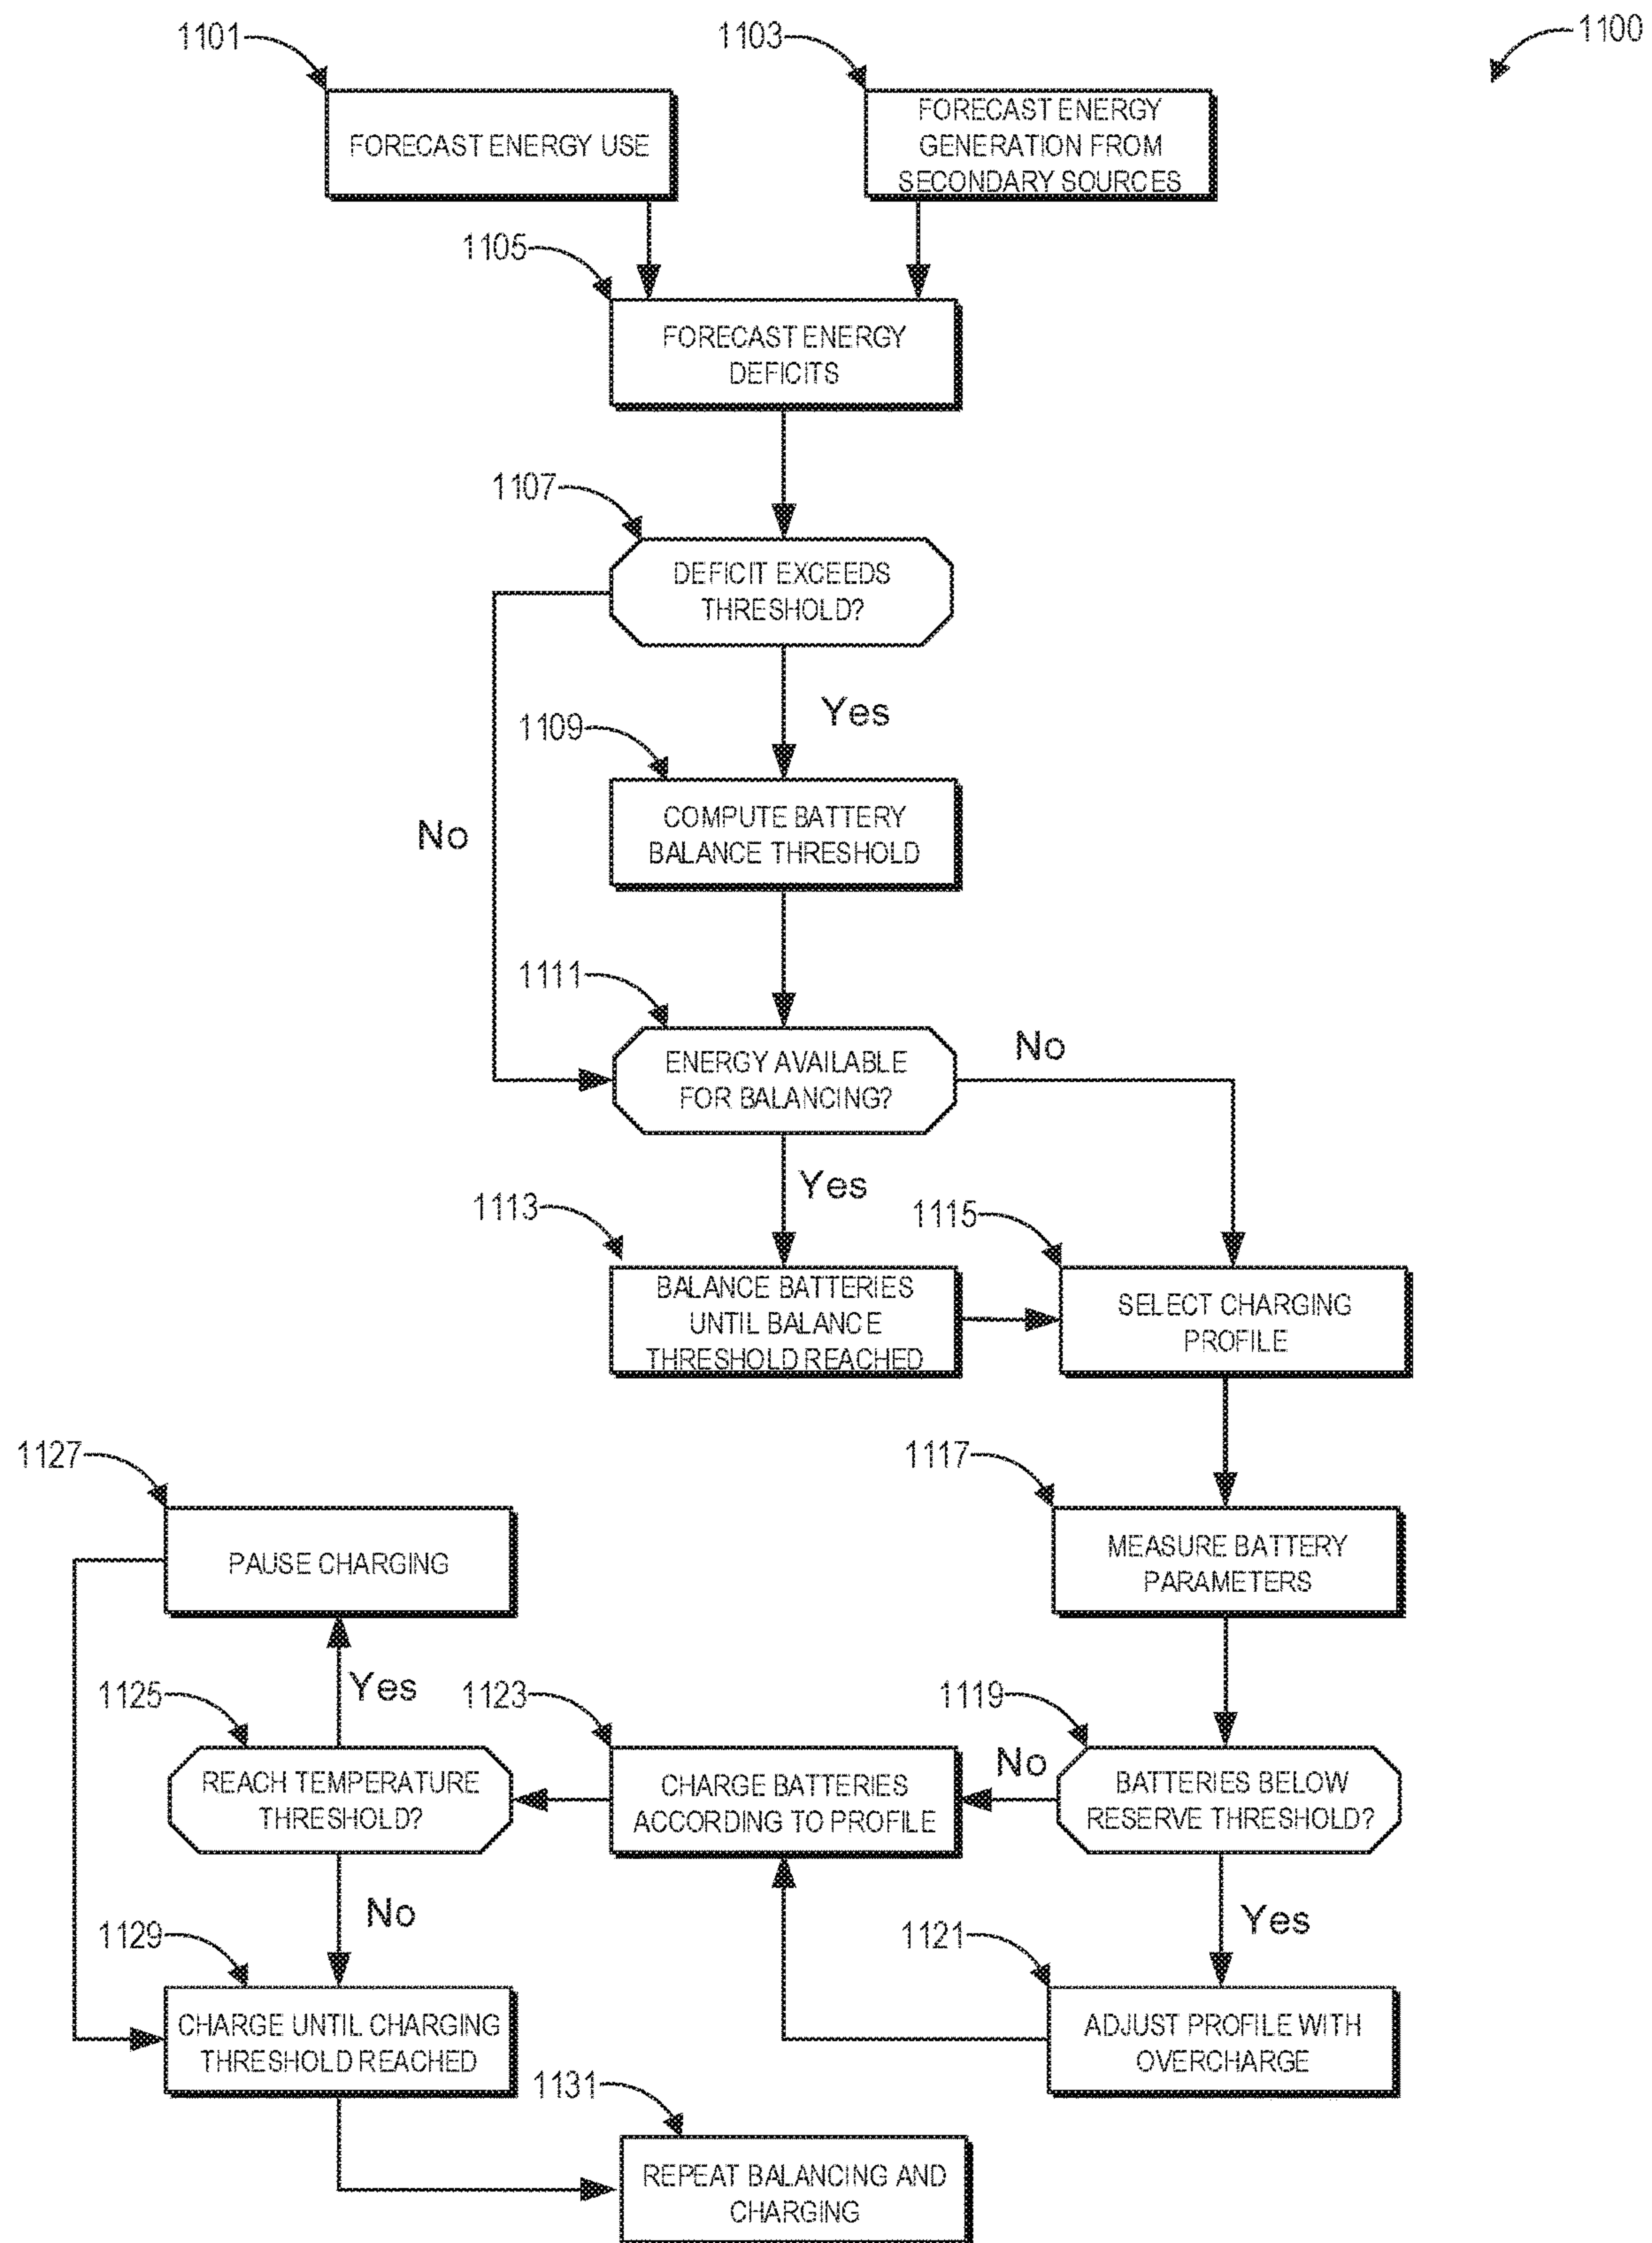 1100
1101
1103
FORECAST ENERGY USE
FORECAST ENERGY
GENERATION FROM
SECONDARY SOURCES
1105
FORECAST ENERGY
DEFICITS
1107
DEFICIT EXCEEDS
THRESHOLD?
Yes
No
1109
COMPUTE BATTERY
BALANCE THRESHOLD
1111
ENERGY AVAILABLE
FOR BALANCING?
No
Yes
1113
BALANCE BATTERIES
UNTIL BALANCE
THRESHOLD REACHED
1115
SELECT CHARGING
PROFILE
1117
MEASURE BATTERY
PARAMETERS
1119
BATTERIES BELOW
RESERVE THRESHOLD?
No
Yes
1121
ADJUST PROFILE WITH
OVERCHARGE
1123
CHARGE BATTERIES
ACCORDING TO PROFILE
1125
REACH TEMPERATURE
THRESHOLD?
Yes
No
1127
PAUSE CHARGING
1129
CHARGE UNTIL CHARGING
THRESHOLD REACHED
1131
REPEAT BALANCING AND
CHARGING